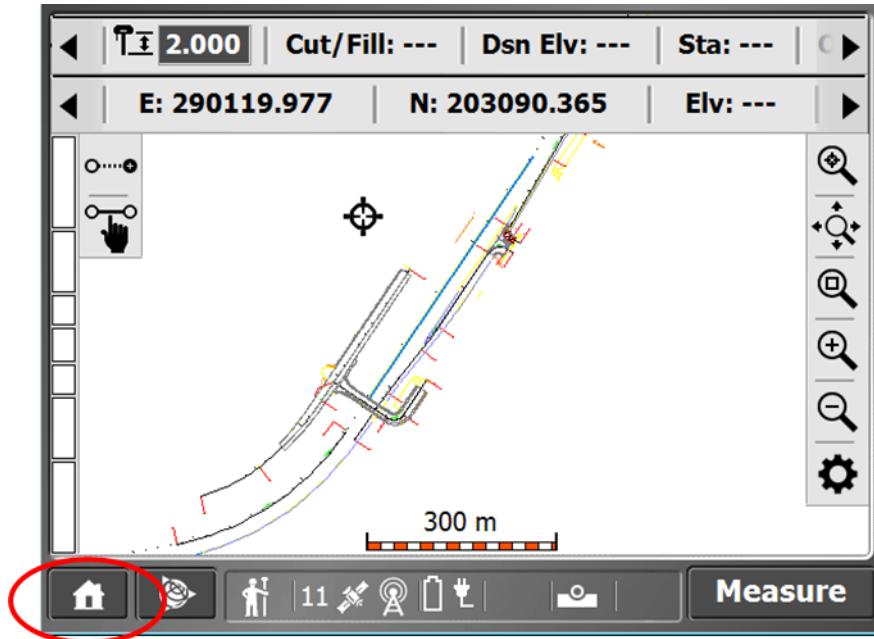 2.000 Cut/Fill: --- Dsn Elv: --- Sta: ---
E: 290119.977 N: 203090.365 Elv: ---
300 m
11 Measure